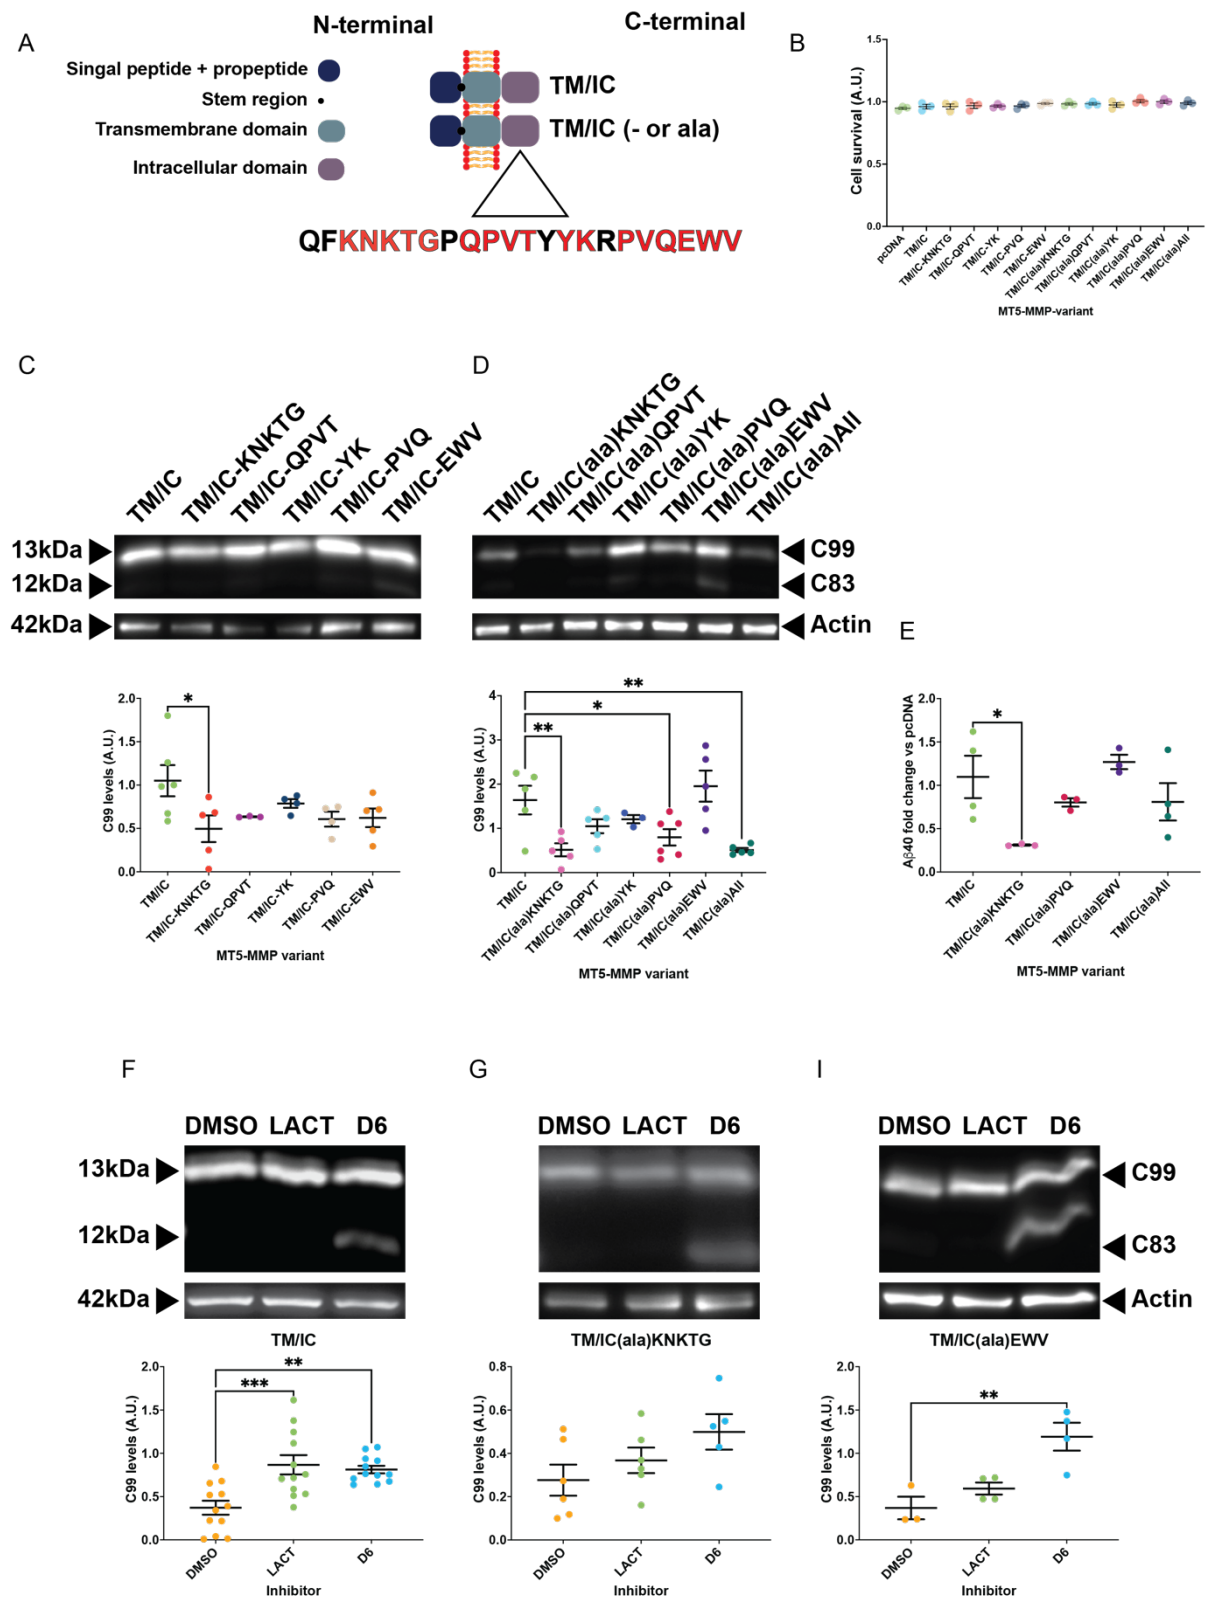 A
N-terminal
C-terminal
Singal peptide + propeptide
Stem region
Transmembrane domain
Intracellular domain
TM/IC
TM/IC (- or ala)
QFKNKTGPQPVTYYKRPVQEWV
B
Cell survival (A.U.)
1.5
1.0
0.5
0.0
pcDNA
TM/IC
TM/IC-KNKTG
TM/IC-QPVT
TM/IC-YK
TM/IC-PVQ
TM/IC-EWV
TM/IC(ala)KNKTG
TM/IC(ala)QPVT
TM/IC(ala)YK
TM/IC(ala)PVQ
TM/IC(ala)EWV
TM/IC(ala)All
MT5-MMP-variant
C
TM/IC
TM/IC-KNKTG
TM/IC-QPVT
TM/IC-YK
TM/IC-PVQ
TM/IC-EWV
13kDa
12kDa
42kDa
C99 levels (A.U.)
2.0
1.5
1.0
0.5
0.0
*
TM/IC
TM/IC-KNKTG
TM/IC-QPVT
TM/IC-YK
TM/IC-PVQ
TM/IC-EWV
MT5-MMP variant
D
TM/IC
TM/IC(ala)KNKTG
TM/IC(ala)QPVT
TM/IC(ala)YK
TM/IC(ala)PVQ
TM/IC(ala)EWV
TM/IC(ala)All
C99
C83
Actin
C99 levels (A.U.)
4
3
2
1
0
**
*
**
TM/IC
TM/IC(ala)KNKTG
TM/IC(ala)QPVT
TM/IC(ala)YK
TM/IC(ala)PVQ
TM/IC(ala)EWV
TM/IC(ala)All
MT5-MMP variant
E
Aβ40 fold change vs pcDNA
2.0
1.5
1.0
0.5
0.0
*
TM/IC
TM/IC(ala)KNKTG
TM/IC(ala)PVQ
TM/IC(ala)EWV
TM/IC(ala)All
MT5-MMP variant
F
DMSO LACT D6
13kDa
12kDa
42kDa
TM/IC
C99 levels (A.U.)
2.0
1.5
1.0
0.5
0.0
**
***
DMSO
LACT
D6
Inhibitor
G
DMSO LACT D6
TM/IC(ala)KNKTG
C99 levels (A.U.)
0.8
0.6
0.4
0.2
0.0
DMSO
LACT
D6
Inhibitor
I
DMSO LACT D6
C99
C83
Actin
TM/IC(ala)EWV
C99 levels (A.U.)
2.0
1.5
1.0
0.5
0.0
**
DMSO
LACT
D6
Inhibitor